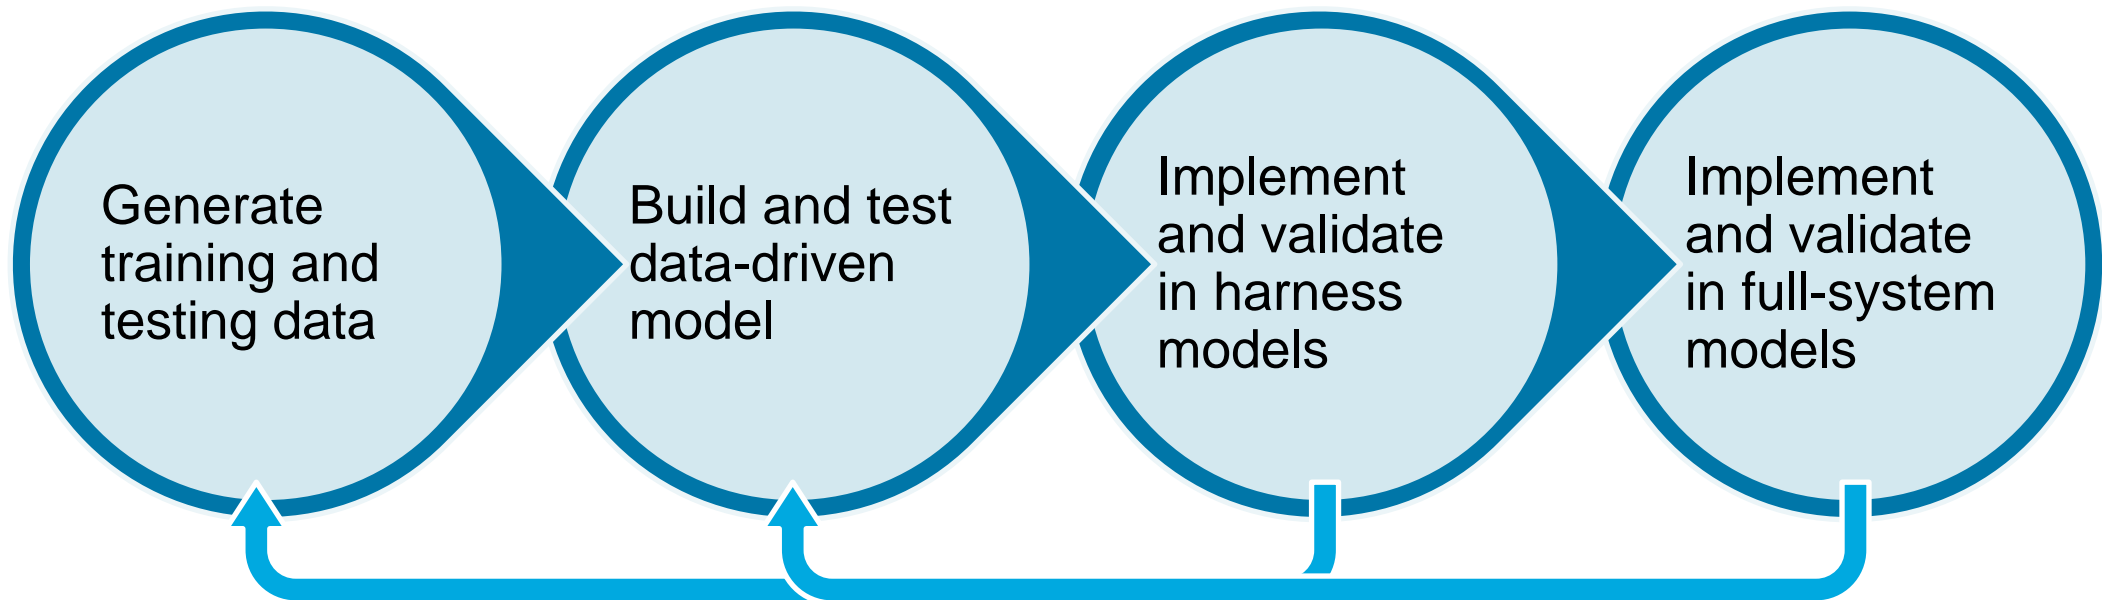 Generate
training and
testing data
Build and test
data-driven
model
Implement
and validate
in harness
models
Implement
and validate
in full-system
models